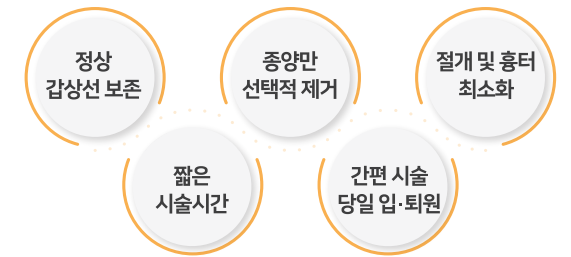 정상
갑상선 보존
종양만
선택적 제거
절개 및 흉터
최소화
짧은
시술시간
간편 시술
당일 입·퇴원